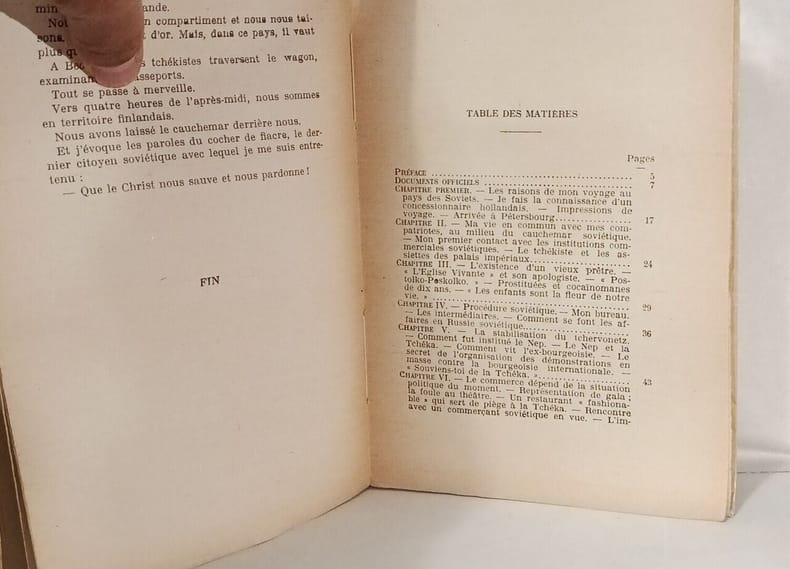 min ande.
No n compartiment et nous nous tai-
sons. d'or. Mais, dans ce pays, il vaut
plus q
A B s tchékistes traversent le wagon,
examinan sseports.
Tout se passe à merveille.
Vers quatre heures de l'après-midi, nous sommes
en territoire finlandais.
Nous avons laissé le cauchemar derrière nous.
Et j'évoque les paroles du cocher de fiacre, le der-
nier citoyen soviétique avec lequel je me suis entre-
tenu :
— Que le Christ nous sauve et nous pardonne !
FIN
TABLE DES MATIÈRES
Pages
PRÉFACE 5
DOCUMENTS OFFICIELS 7
CHAPITRE PREMIER. — Les raisons de mon voyage au
pays des Soviets. — Je fais la connaissance d'un
concessionnaire hollandais. — Impressions de
voyage. — Arrivée à Pétersbourg 17
CHAPITRE II. — Ma vie en commun avec mes com-
patriotes, au milieu du cauchemar soviétique.
— Mon premier contact avec les institutions com-
merciales soviétiques. — Le tchékiste et les as-
siettes des palais impériaux 24
CHAPITRE III. — L'existence d'un vieux prêtre. —
« L'Eglise Vivante » et son apologiste. — « Pos-
tolko-Poskolko. » — Prostituées et cocaïnomanes
de dix ans. — « Les enfants sont la fleur de notre
vie. » 29
CHAPITRE IV. — Procédure soviétique. — Mon bureau.
— Les intermédiaires. — Comment se font les af-
faires en Russie soviétique 36
CHAPITRE V. — La stabilisation du tchervonetz.
— Comment fut institué le Nep. — Le Nep et la
Tchéka. — Comment vit l'ex-bourgeoisie. — Le
secret de l'organisation des démonstrations en
masse contre la bourgeoisie internationale. —
« Souviens-toi de la Tchéka. » 43
CHAPITRE VI. — Le commerce dépend de la situation
politique du moment. — Représentation de gala ;
la foule au théâtre. — Un restaurant « fashiona-
ble » qui sert de piège à la Tchéka. — Rencontre
avec un commerçant soviétique en vue. — L'im-